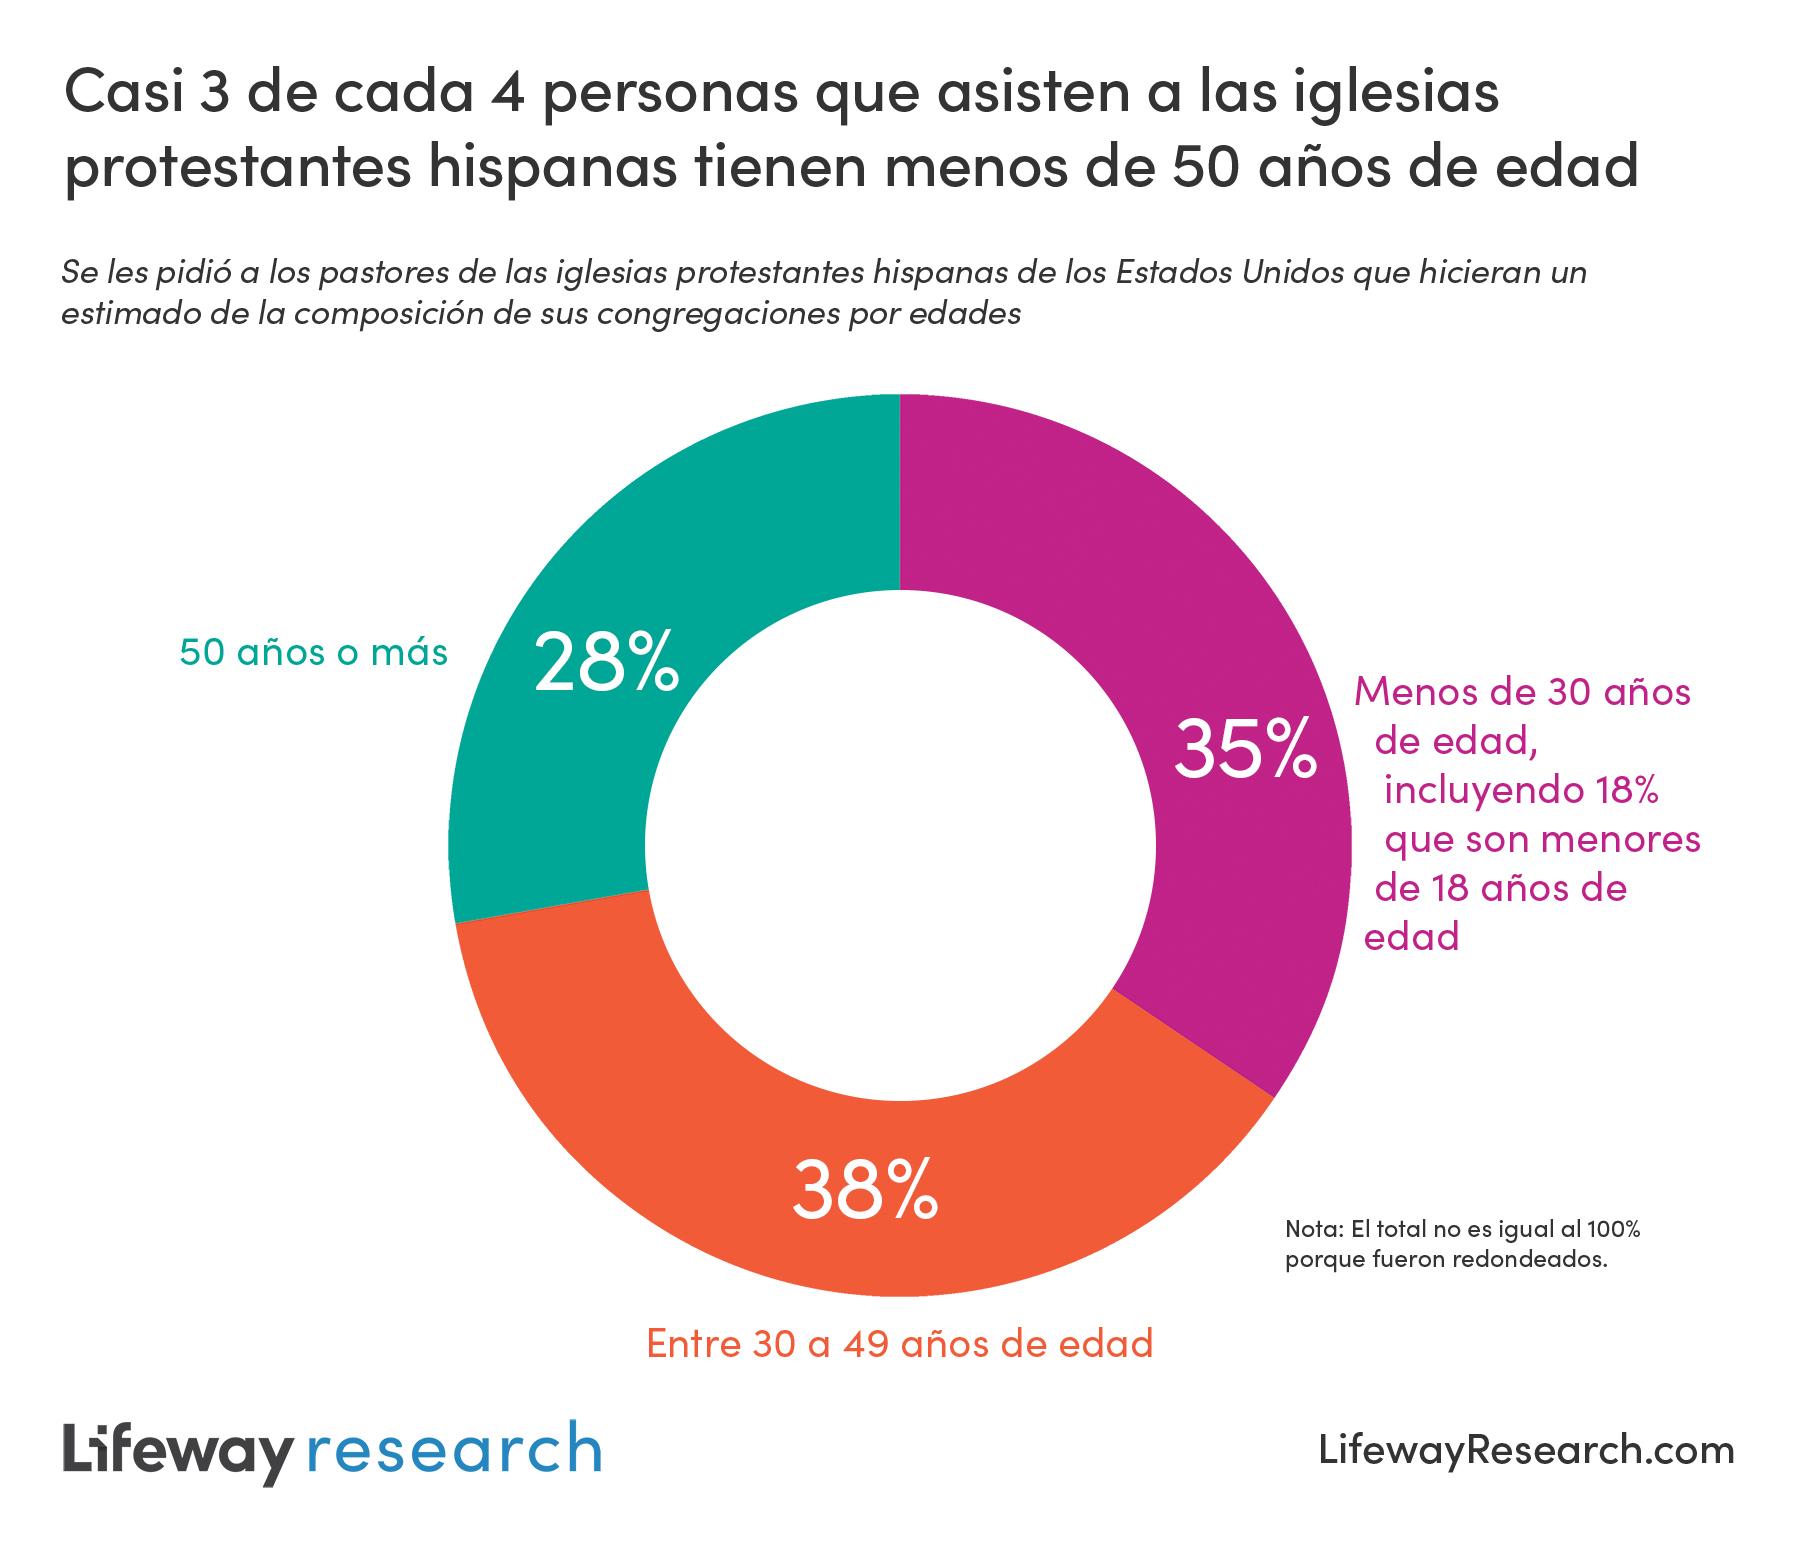 Casi 3 de cada 4 personas que asisten a las iglesias
protestantes hispanas tienen menos de 50 años de edad
Se les pidió a los pastores de las iglesias protestantes hispanas de los Estados Unidos que hicieran un
estimado de la composición de sus congregaciones por edades
50 años o más
28%
35%
Menos de 30 años
de edad,
incluyendo 18%
que son menores
de 18 años de
edad
38%
Entre 30 a 49 años de edad
Nota: El total no es igual al 100%
porque fueron redondeados.
Lifeway research
LifewayResearch.com